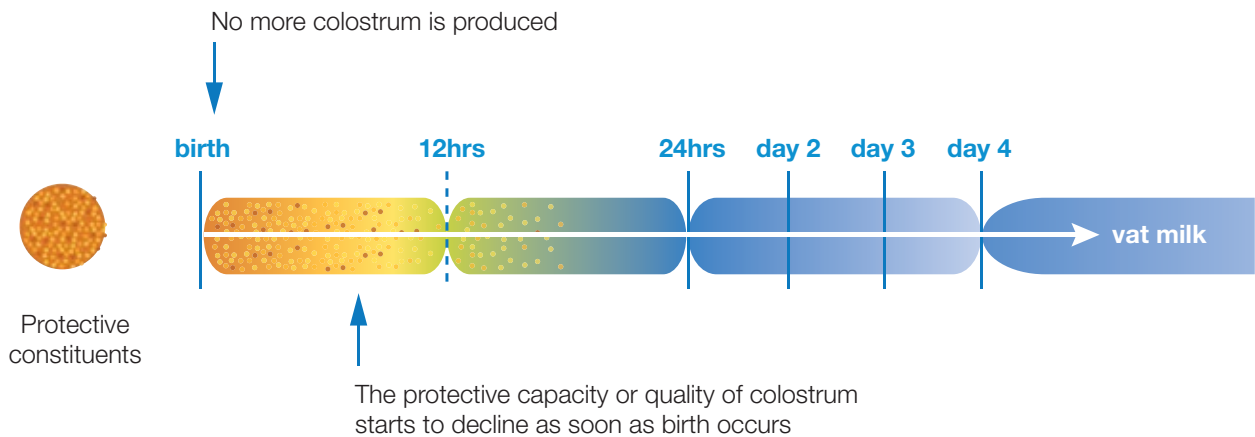 No more colostrum is produced
birth
12hrs
24hrs
day 2
day 3
day 4
vat milk
Protective
constituents
The protective capacity or quality of colostrum
starts to decline as soon as birth occurs